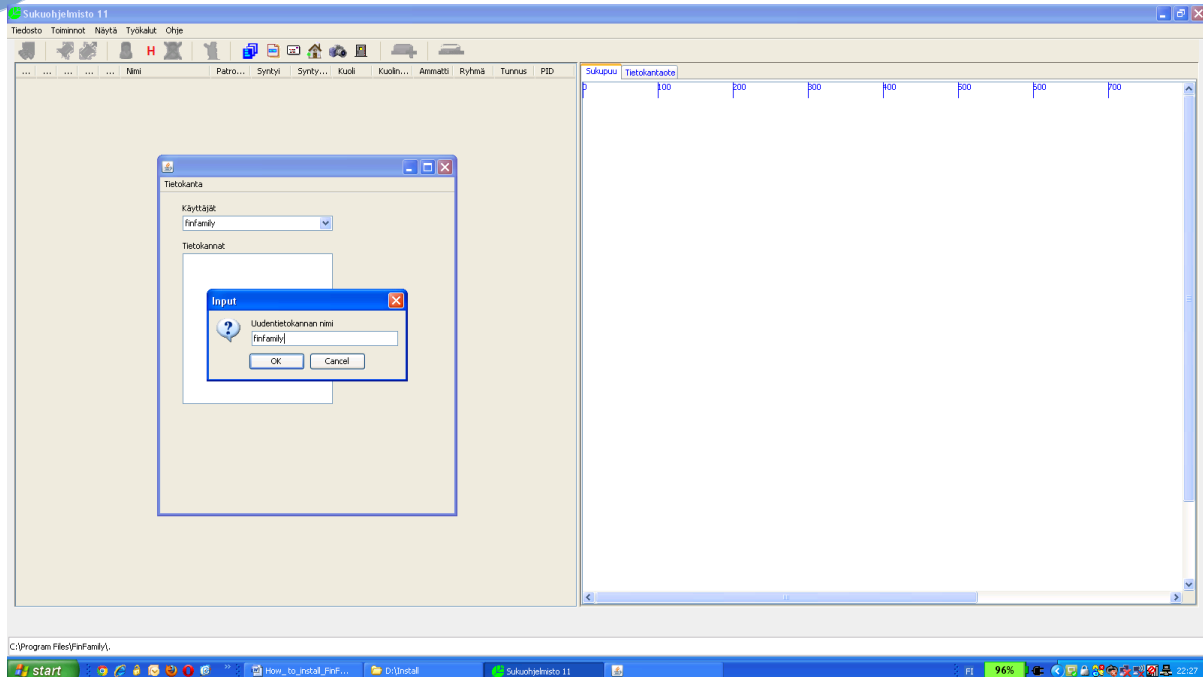 Sukuohjelmisto 11
Tiedosto Toiminnot Näytä Työkalut Ohje
H
... ... ... ... ... Nimi Patro... Syntyi Synty... Kuoli Kuolin... Ammatti Ryhmä Tunnus PID
Sukupuu Tietokantaote
0 100 200 300 400 500 600 700
Tietokanta
Käyttäjät
finfamily
Tietokannat
Input
Uudentietokannan nimi
finfamily
OK Cancel
C:\Program Files\FinFamily\.
start How_to_install_FinF... D:\Install Sukuohjelmisto 11 FI 96% 22:27